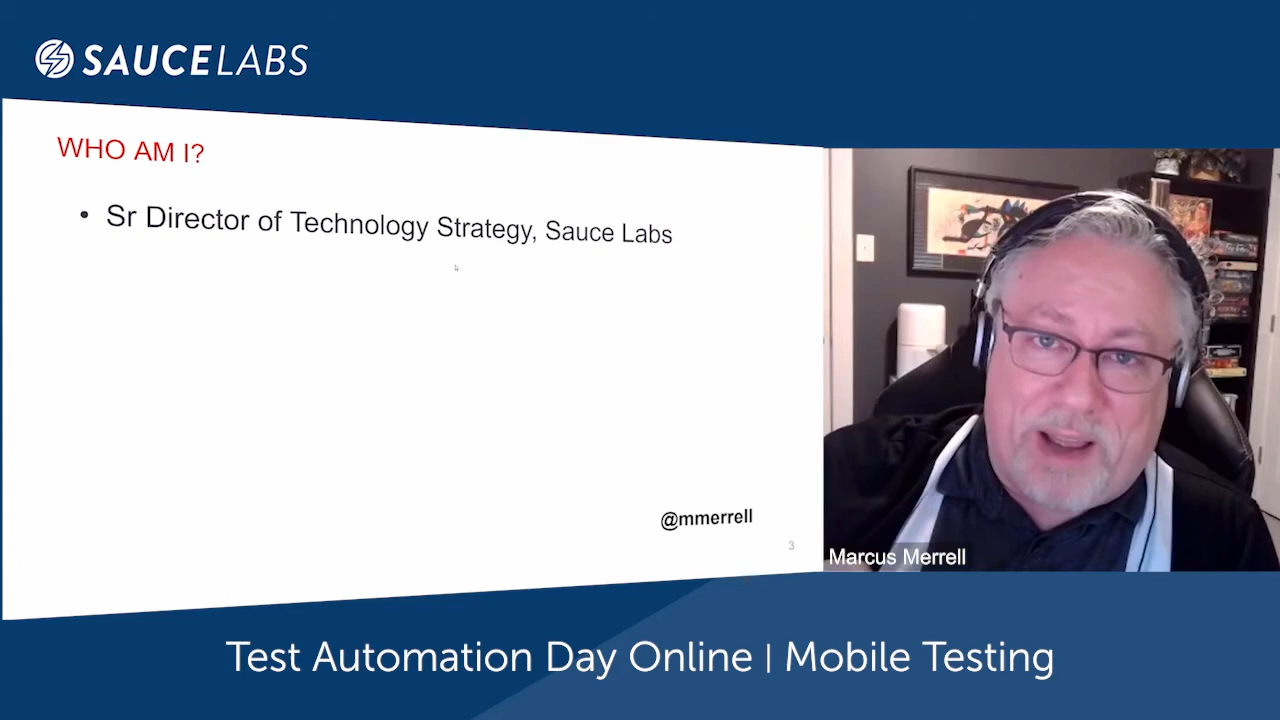 SAUCELABS
WHO AM I?
• Sr Director of Technology Strategy, Sauce Labs
@mmerrell
3
Marcus Merrell
Test Automation Day Online | Mobile Testing